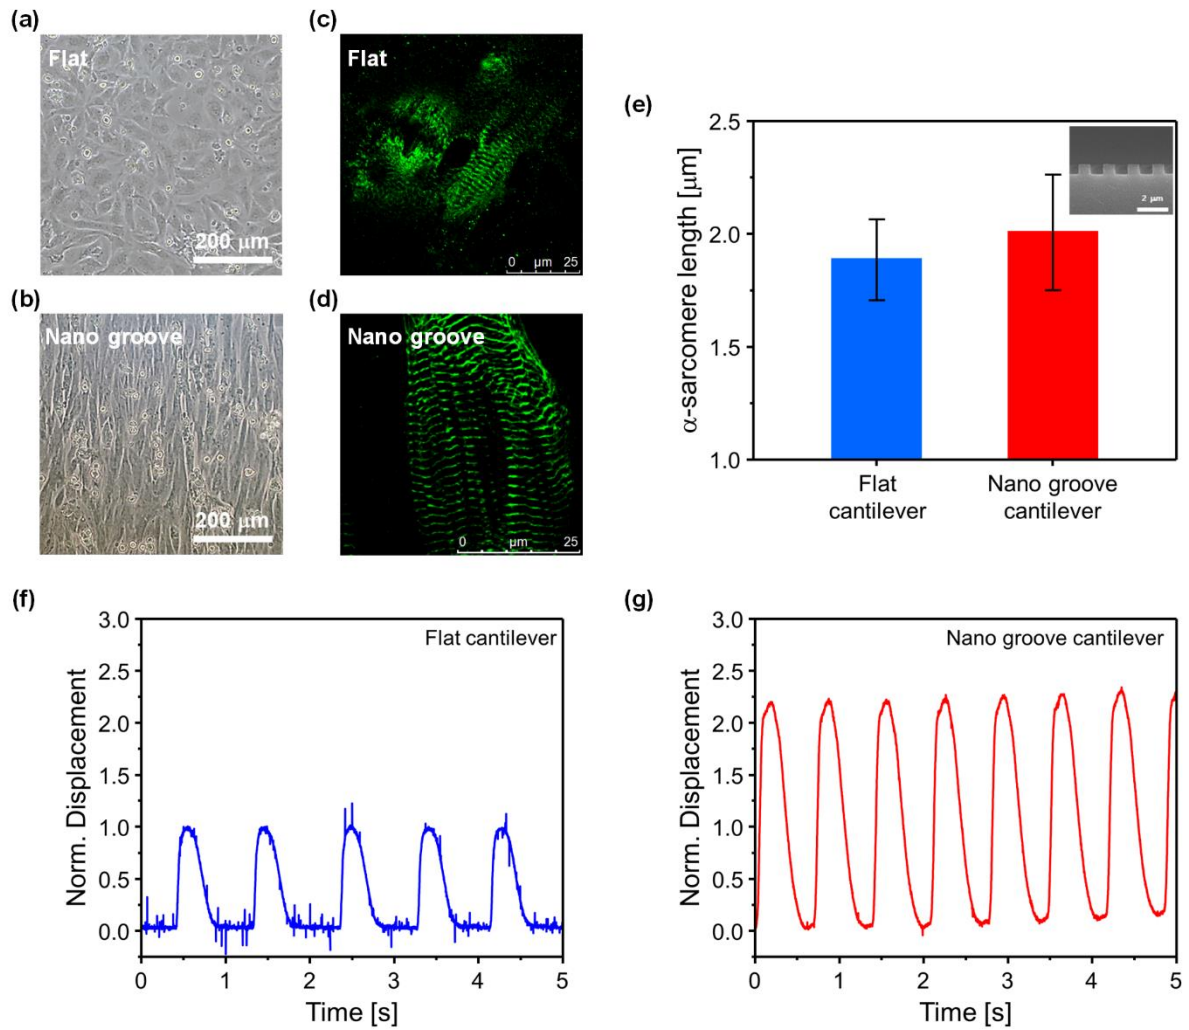 (a)
Flat
200 μm
(b)
Nano groove
200 μm
(c)
Flat
0 μm 25
(d)
Nano groove
0 μm 25
(e)
α-sarcomere length [μm]
2.5
2.0
1.5
1.0
2 μm
Flat
cantilever
Nano groove
cantilever
(f)
Norm. Displacement
3.0
2.5
2.0
1.5
1.0
0.5
0.0
Flat cantilever
0 1 2 3 4 5
Time [s]
(g)
Norm. Displacement
3.0
2.5
2.0
1.5
1.0
0.5
0.0
Nano groove cantilever
0 1 2 3 4 5
Time [s]